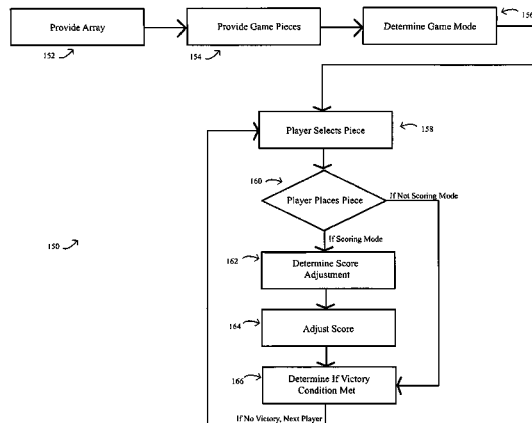 Provide Array
Provide Game Pieces
Determine Game Mode
156
152
154
Player Selects Piece
158
160
Player Places Piece
If Not Scoring Mode
If Scoring Mode
150
162
Determine Score
Adjustment
164
Adjust Score
166
Determine If Victory
Condition Met
If No Victory, Next Player